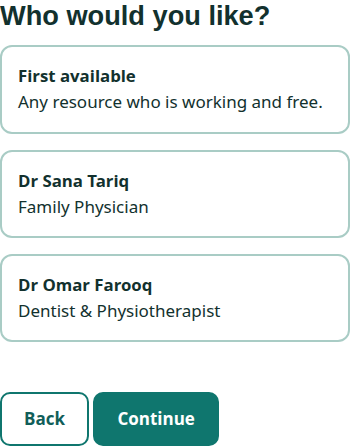 Who would you like?
First available
Any resource who is working and free.
Dr Sana Tariq
Family Physician
Dr Omar Farooq
Dentist & Physiotherapist
Back
Continue